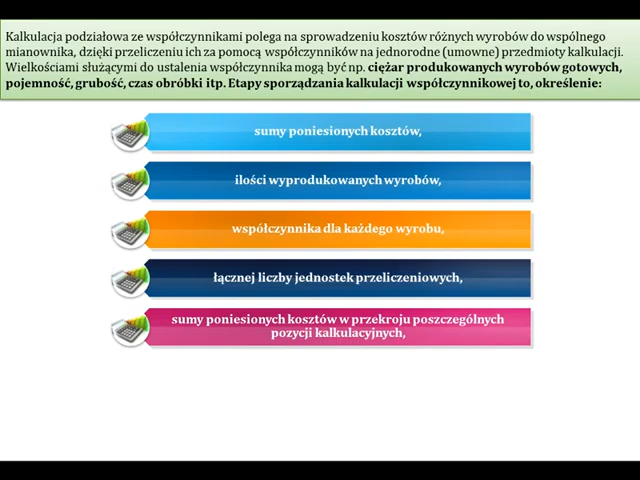 Kalkulacja podziałowa ze współczynnikami polega na sprowadzeniu kosztów różnych wyrobów do wspólnego
mianownika, dzięki przeliczeniu ich za pomocą współczynników na jednorodne (umowne) przedmioty kalkulacji.
Wielkościami służącymi do ustalenia współczynnika mogą być np. ciężar produkowanych wyrobów gotowych,
pojemność, grubość, czas obróbki itp. Etapy sporządzania kalkulacji współczynnikowej to, określenie:
sumy poniesionych kosztów,
ilości wyprodukowanych wyrobów,
współczynnika dla każdego wyrobu,
łącznej liczby jednostek przeliczeniowych,
sumy poniesionych kosztów w przekroju poszczególnych
pozycji kalkulacyjnych,